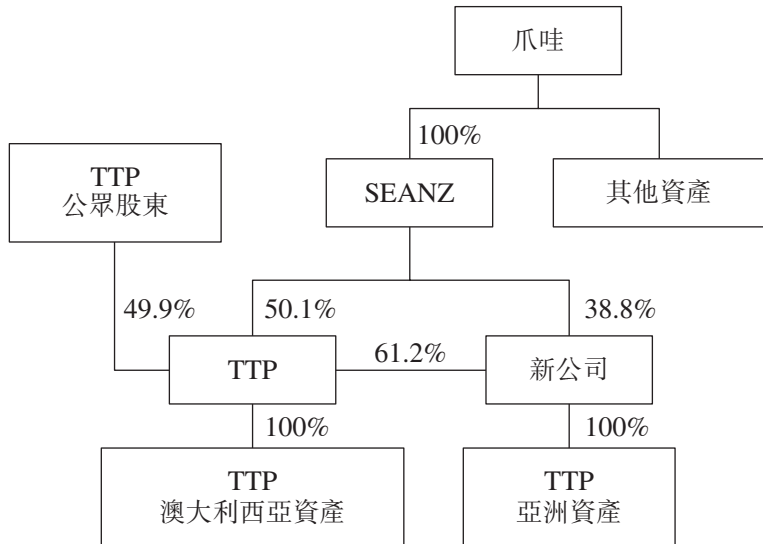 爪哇
100%
TTP
公眾股東
SEANZ
其他資產
49.9%
50.1%
38.8%
TTP
61.2%
新公司
100%
100%
TTP
澳大利西亞資產
TTP
亞洲資產